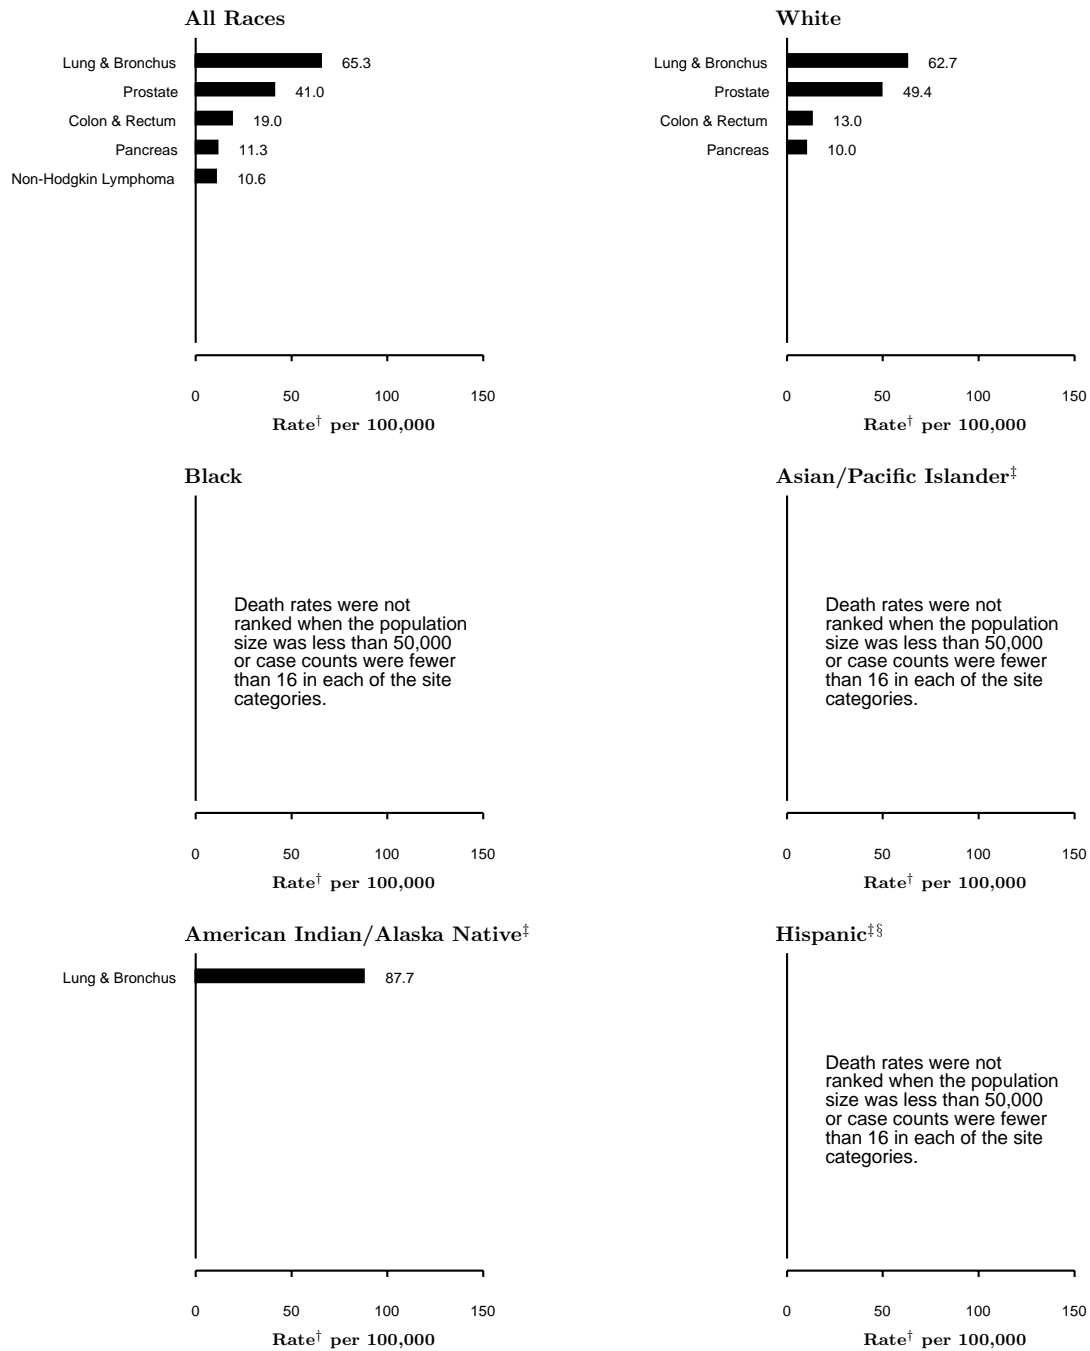 All Races
Lung & Bronchus 65.3
Prostate 41.0
Colon & Rectum 19.0
Pancreas 11.3
Non-Hodgkin Lymphoma 10.6
0 50 100 150
Rate† per 100,000
White
Lung & Bronchus 62.7
Prostate 49.4
Colon & Rectum 13.0
Pancreas 10.0
0 50 100 150
Rate† per 100,000
Black
Death rates were not
ranked when the population
size was less than 50,000
or case counts were fewer
than 16 in each of the site
categories.
0 50 100 150
Rate† per 100,000
Asian/Pacific Islander‡
Death rates were not
ranked when the population
size was less than 50,000
or case counts were fewer
than 16 in each of the site
categories.
0 50 100 150
Rate† per 100,000
American Indian/Alaska Native‡
Lung & Bronchus 87.7
0 50 100 150
Rate† per 100,000
Hispanic‡§
Death rates were not
ranked when the population
size was less than 50,000
or case counts were fewer
than 16 in each of the site
categories.
0 50 100 150
Rate† per 100,000